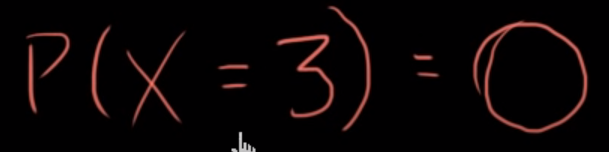 P(X = 3) = 0